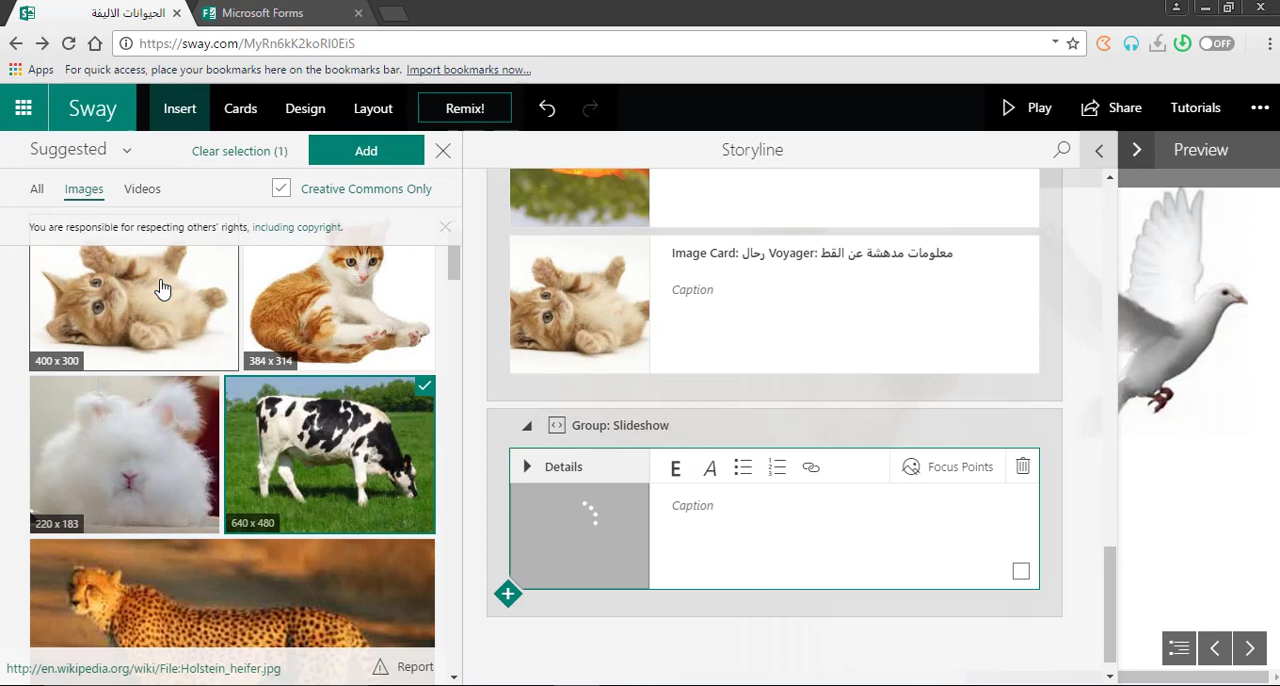 الحيوانات الاليفة
Microsoft Forms
https://sway.com/MyRn6kK2koRl0EiS
OFF
Apps For quick access, place your bookmarks here on the bookmarks bar. Import bookmarks now...
Sway Insert Cards Design Layout Remix! Play Share Tutorials
Suggested Clear selection (1) Add
Storyline
Preview
All Images Videos Creative Commons Only
You are responsible for respecting others' rights, including copyright.
400 x 300
384 x 314
220 x 183
640 x 480
http://en.wikipedia.org/wiki/File:Holstein_heifer.jpg
Report
Image Card: رحال Voyager: معلومات مدهشة عن القط
Caption
Group: Slideshow
Details E A Focus Points
Caption